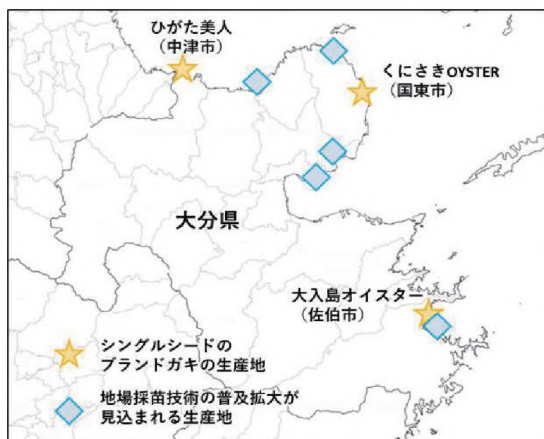 ひがた美人
（中津市）
くにさきOYSTER
（国東市）
大分県
大入島オイスター
（佐伯市）
シングルシードの
ブランドガキの生産地
地場採苗技術の普及拡大が
見込まれる生産地